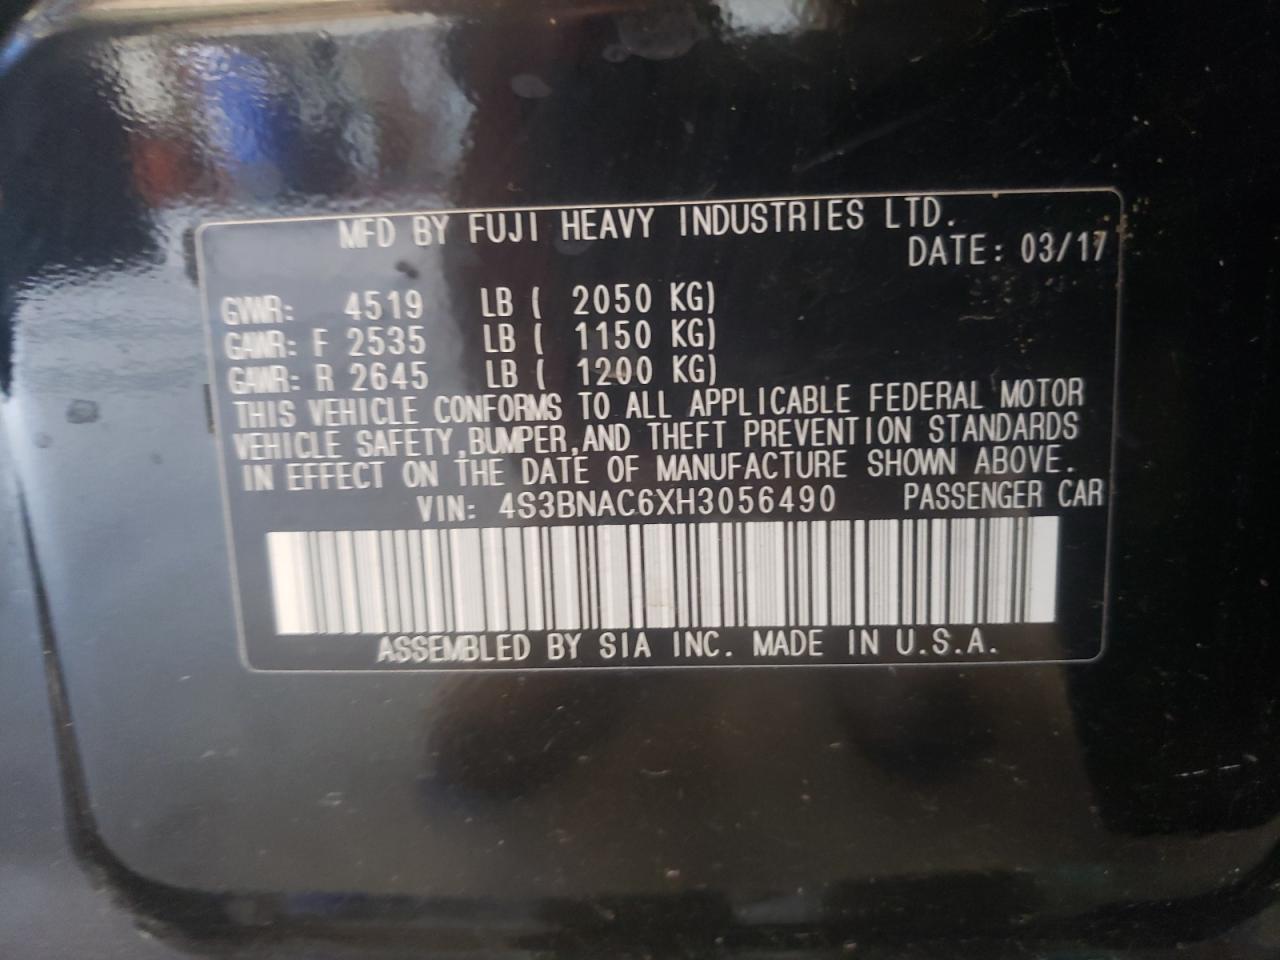 MFD BY FUJI HEAVY INDUSTRIES LTD.
DATE: 03/17
GVWR: 4519 LB ( 2050 KG)
GAWR: F 2535 LB ( 1150 KG)
GAWR: R 2645 LB ( 1200 KG)
THIS VEHICLE CONFORMS TO ALL APPLICABLE FEDERAL MOTOR
VEHICLE SAFETY,BUMPER,AND THEFT PREVENTION STANDARDS
IN EFFECT ON THE DATE OF MANUFACTURE SHOWN ABOVE.
VIN: 4S3BNAC6XH3056490 PASSENGER CAR
ASSEMBLED BY SIA INC. MADE IN U.S.A.